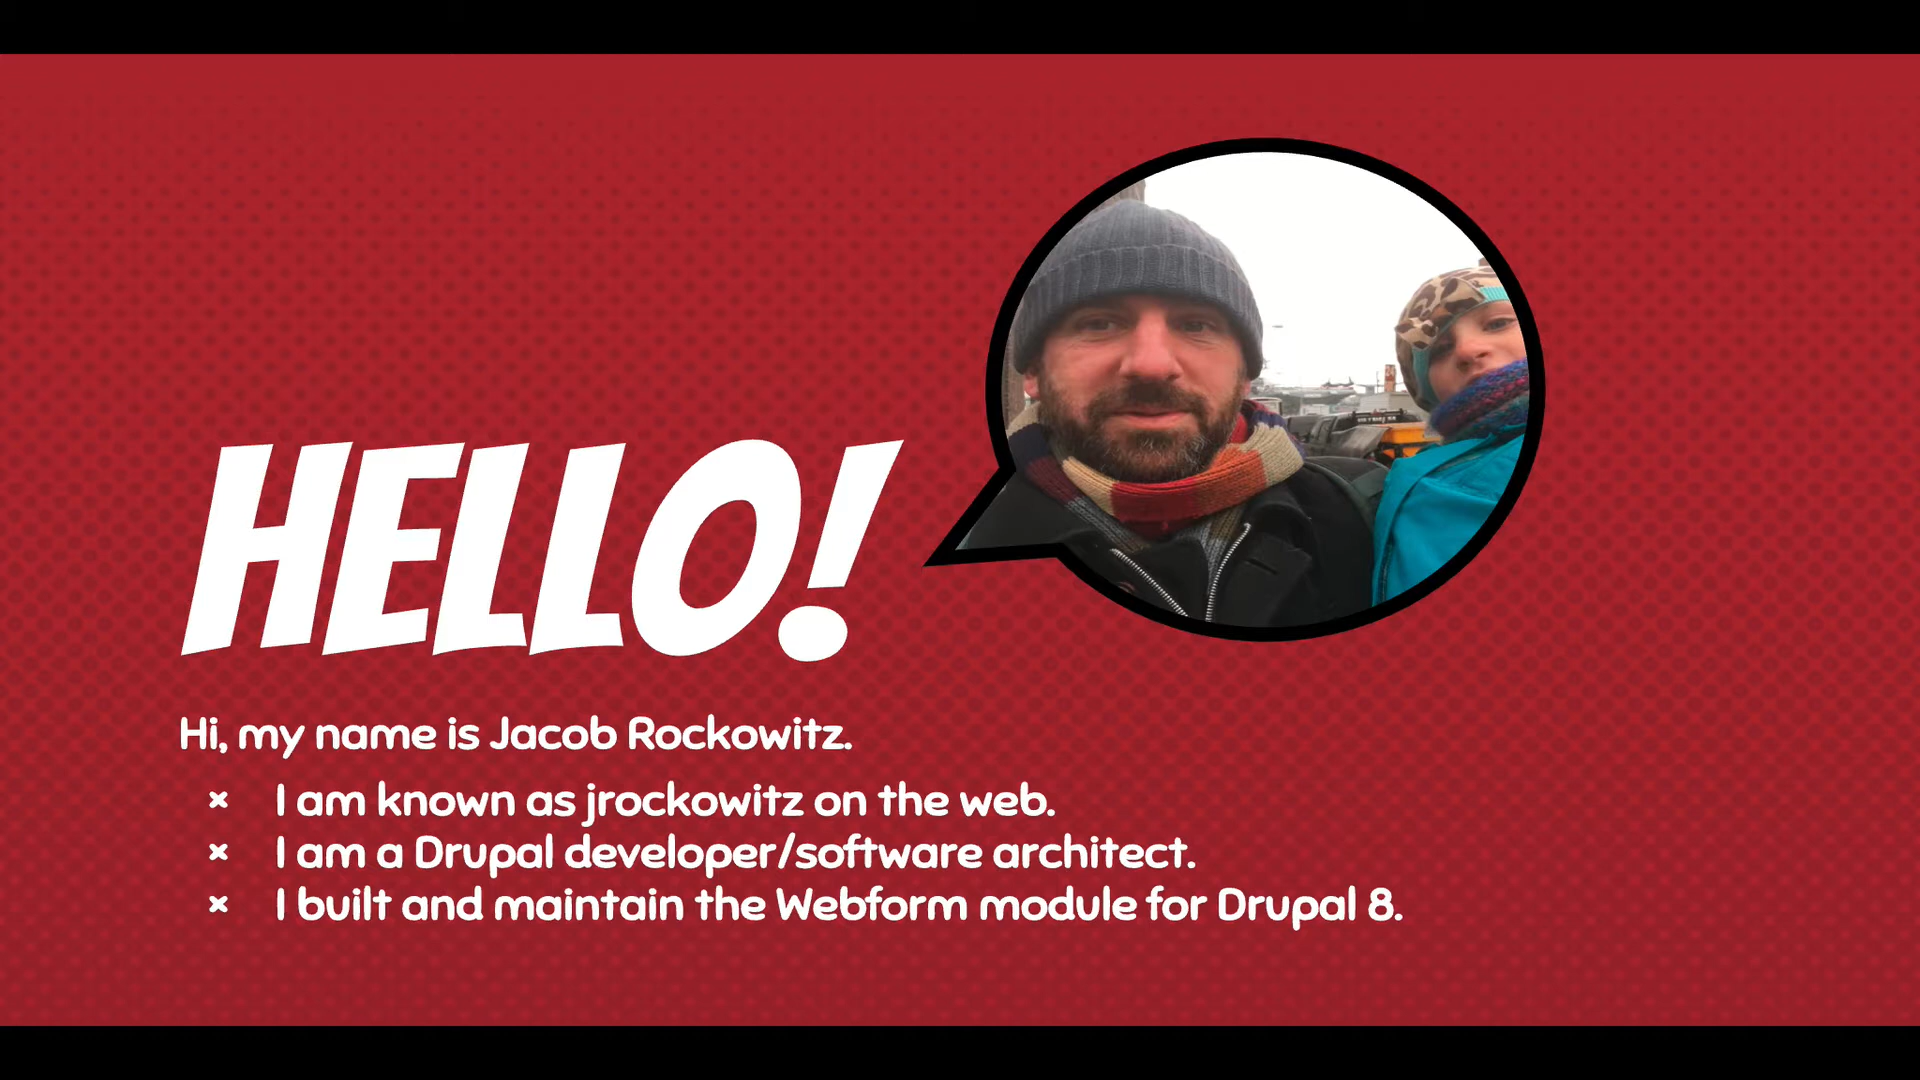 HELLO!
Hi, my name is Jacob Rockowitz.
× I am known as jrockowitz on the web.
× I am a Drupal developer/software architect.
× I built and maintain the Webform module for Drupal 8.